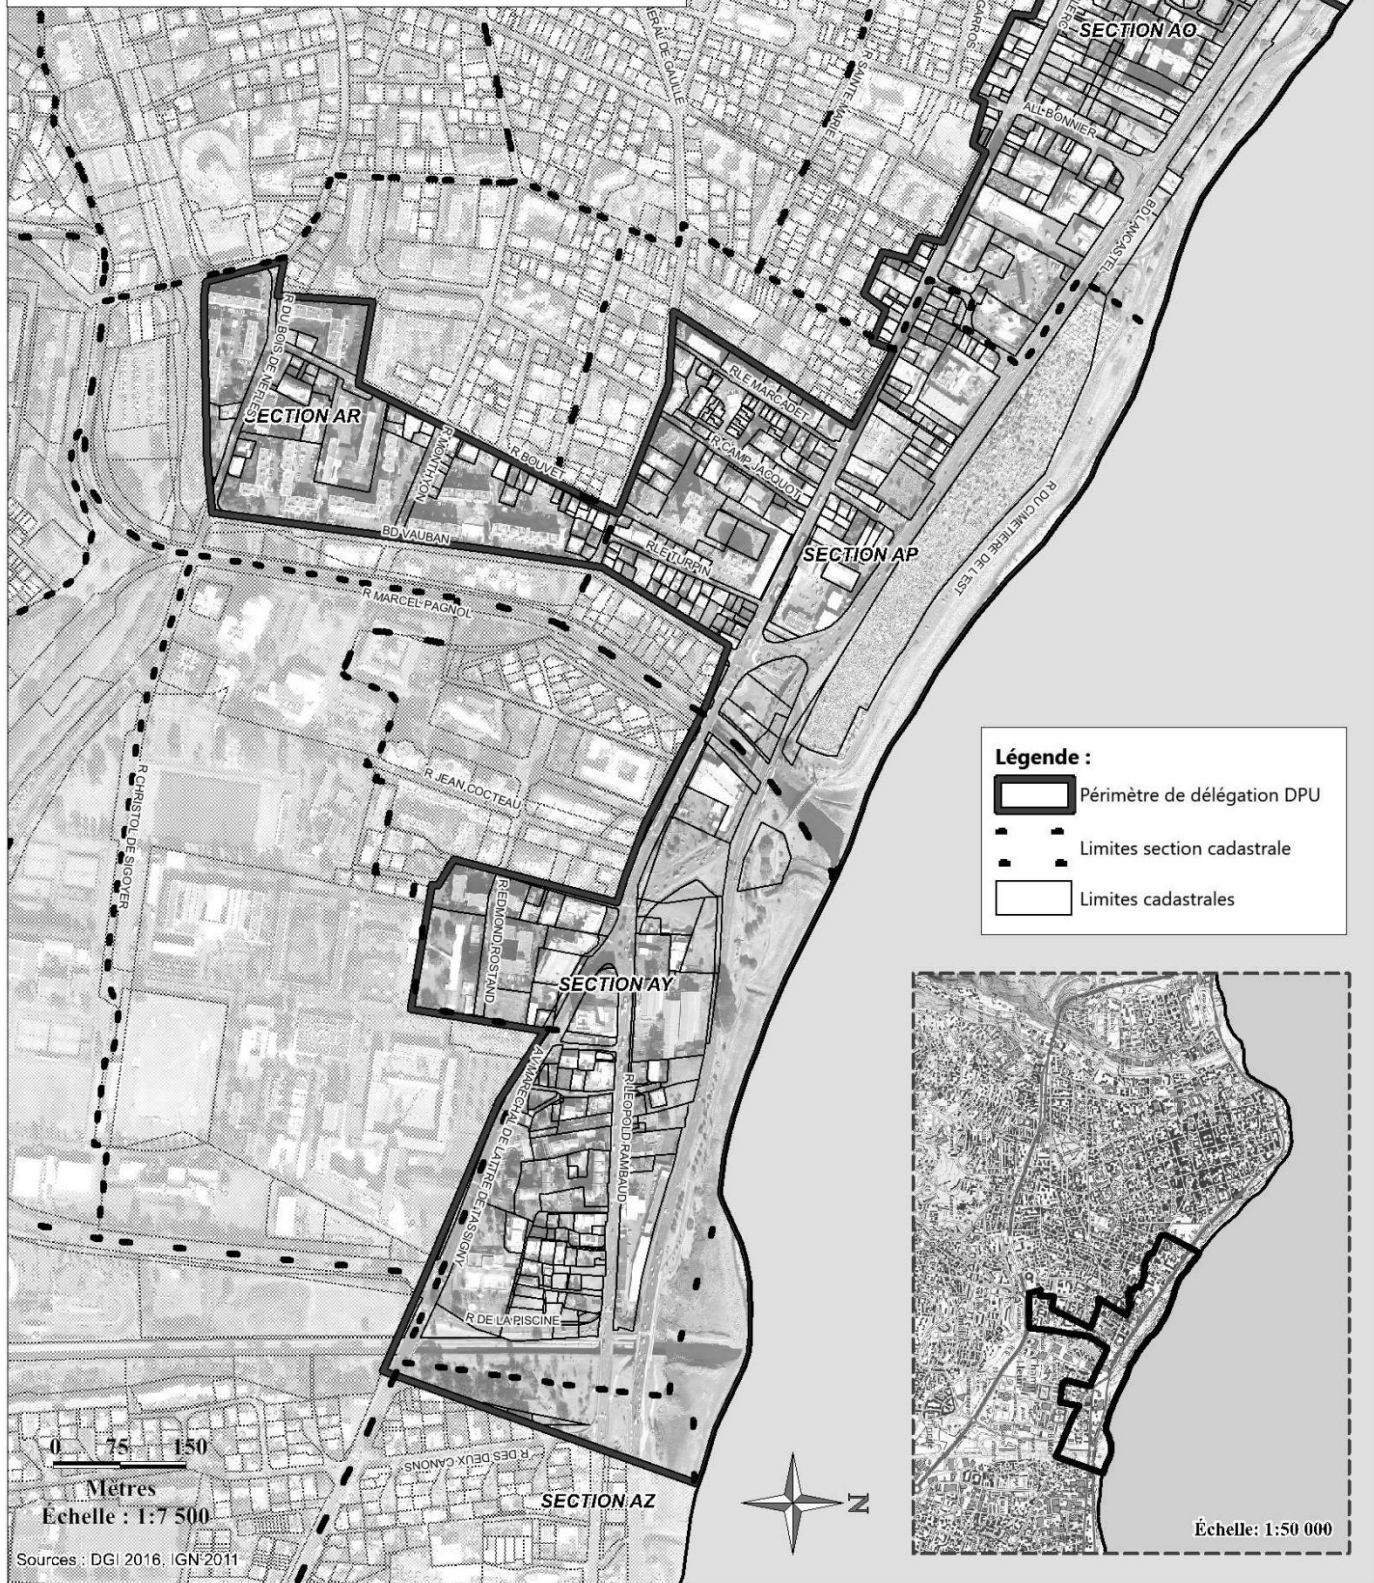 SECTION AO
GARROS
R SAINTE-MARIE
ALL BONNIER
BD LANCASTEL
R DU BOIS DE NEFLES
SECTION AR
RLE MARCADET
R MONTHYON
R BOUVET
R CAMP JACQUOT
BD VAUBAN
RLE TURPIN
SECTION AP
R DU CIMETIERE DE L'EST
R MARCEL PAGNOL
R JEAN COCTEAU
R CHRISTOL DE SIGOYER
R EDMOND ROSTAND
SECTION AY
AV MARECHAL DE LATTRE DE TASSIGNY
R LEOPOLD RAMBAUD
R DE LA PISCINE
R DES DEUX CANONS
SECTION AZ
Légende :
Périmètre de délégation DPU
Limites section cadastrale
Limites cadastrales
0 75 150
Mètres
Échelle : 1:7 500
Sources : DGI 2016, IGN 2011
N
Échelle: 1:50 000